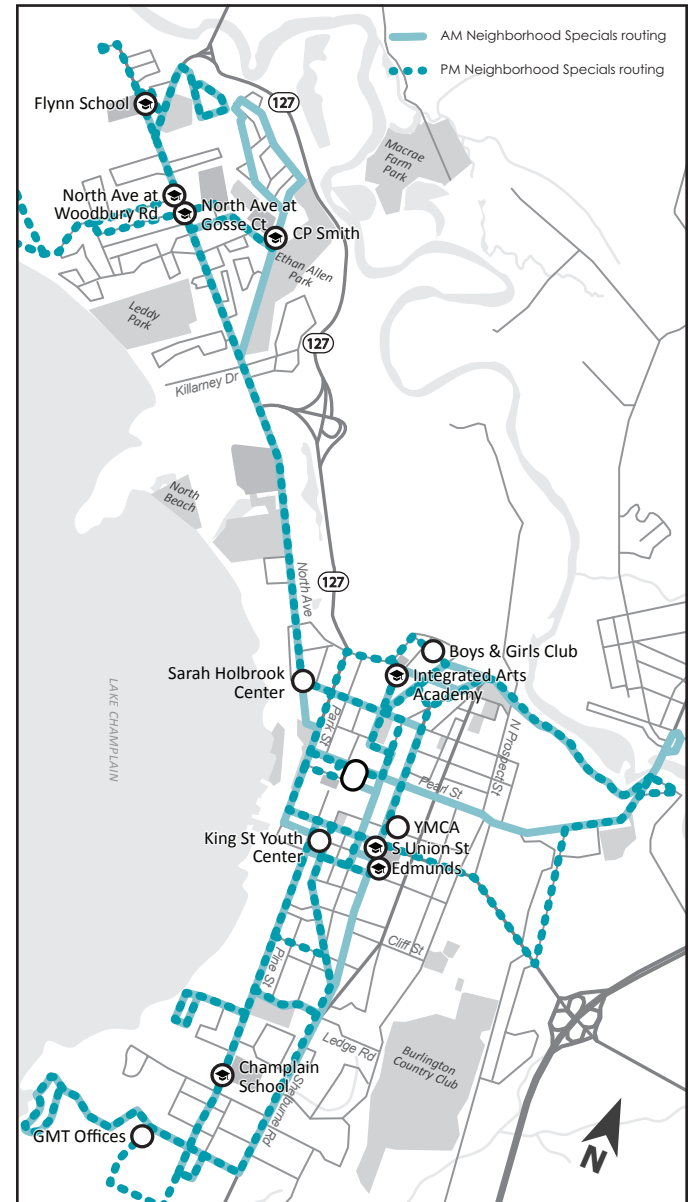 AM Neighborhood Specials routing
PM Neighborhood Specials routing
127
Flynn School
Macrae
Farm
Park
North Ave at
Woodbury Rd
North Ave at
Gosse Ct
CP Smith
Ethan Allen
Park
Leddy
Park
127
Killarney Dr
North
Beach
North Ave
127
Boys & Girls Club
Sarah Holbrook
Center
Integrated Arts
Academy
LAKE CHAMPLAIN
Park St
N Prospect St
Pearl St
YMCA
King St Youth
Center
S Union St
Edmunds
Cliff St
Pine St
Ledge Rd
Burlington
Country Club
Champlain
School
Shelburne Rd
GMT Offices
N